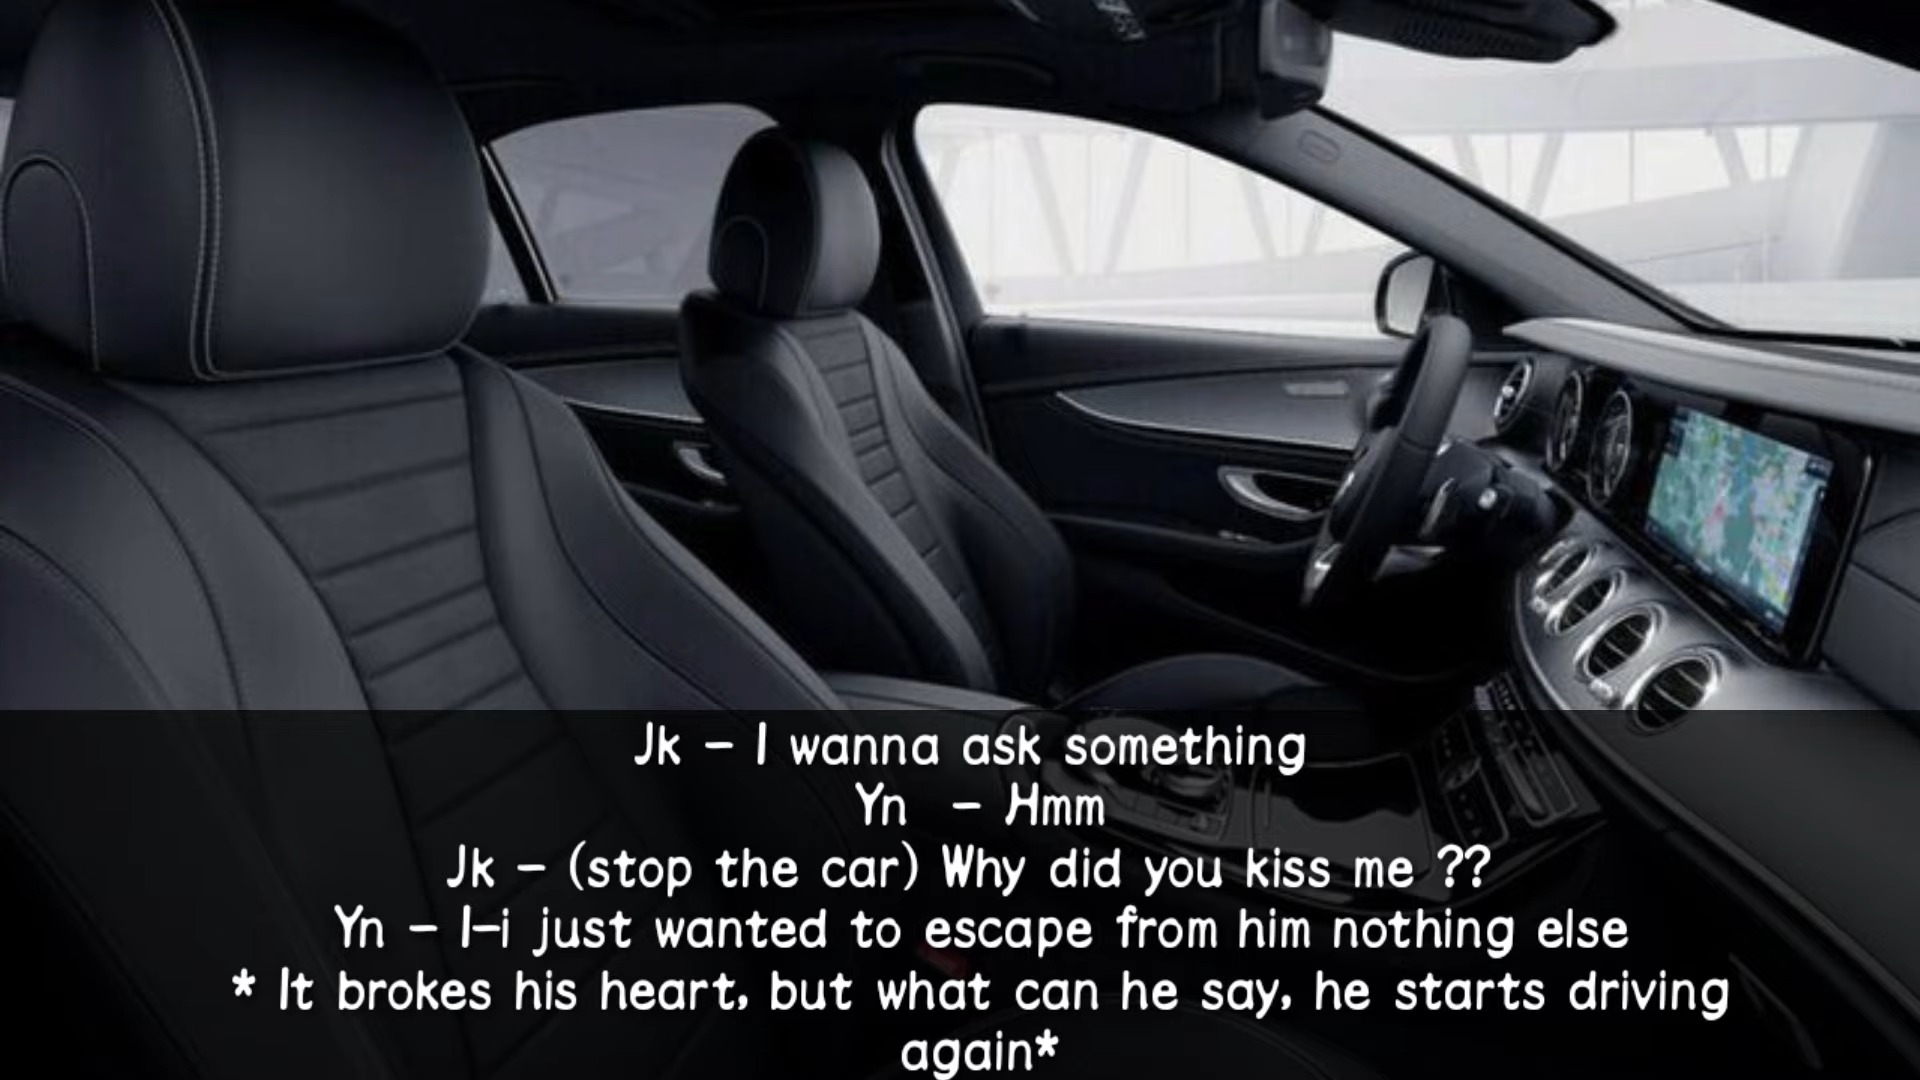 Jk - I wanna ask something
Yn - Hmm
Jk - (stop the car) Why did you kiss me ??
Yn - I-i just wanted to escape from him nothing else
* It brokes his heart, but what can he say, he starts driving
again*